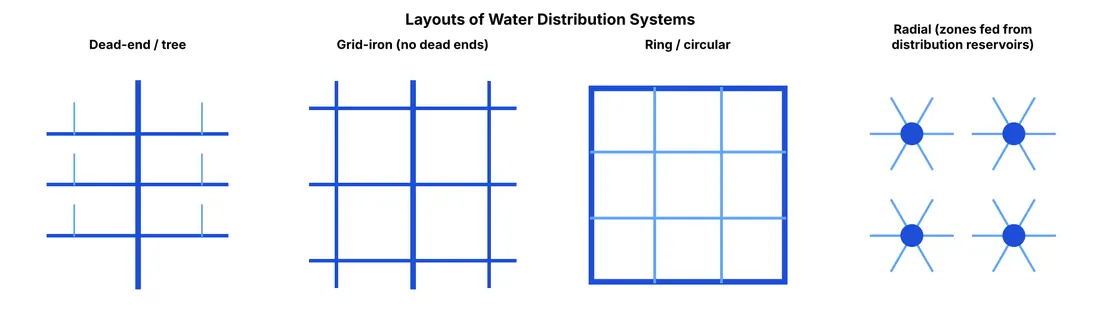 Layouts of Water Distribution Systems
Dead-end / tree
Grid-iron (no dead ends)
Ring / circular
Radial (zones fed from
distribution reservoirs)